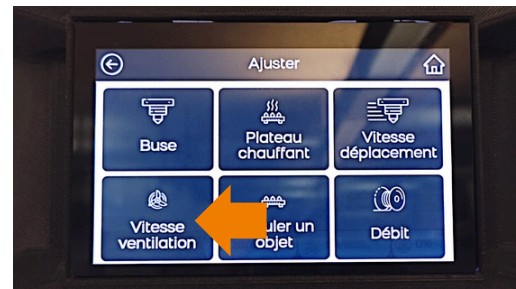 Ajuster
Buse
Plateau
chauffant
Vitesse
déplacement
Vitesse
ventilation
un
objet
Débit